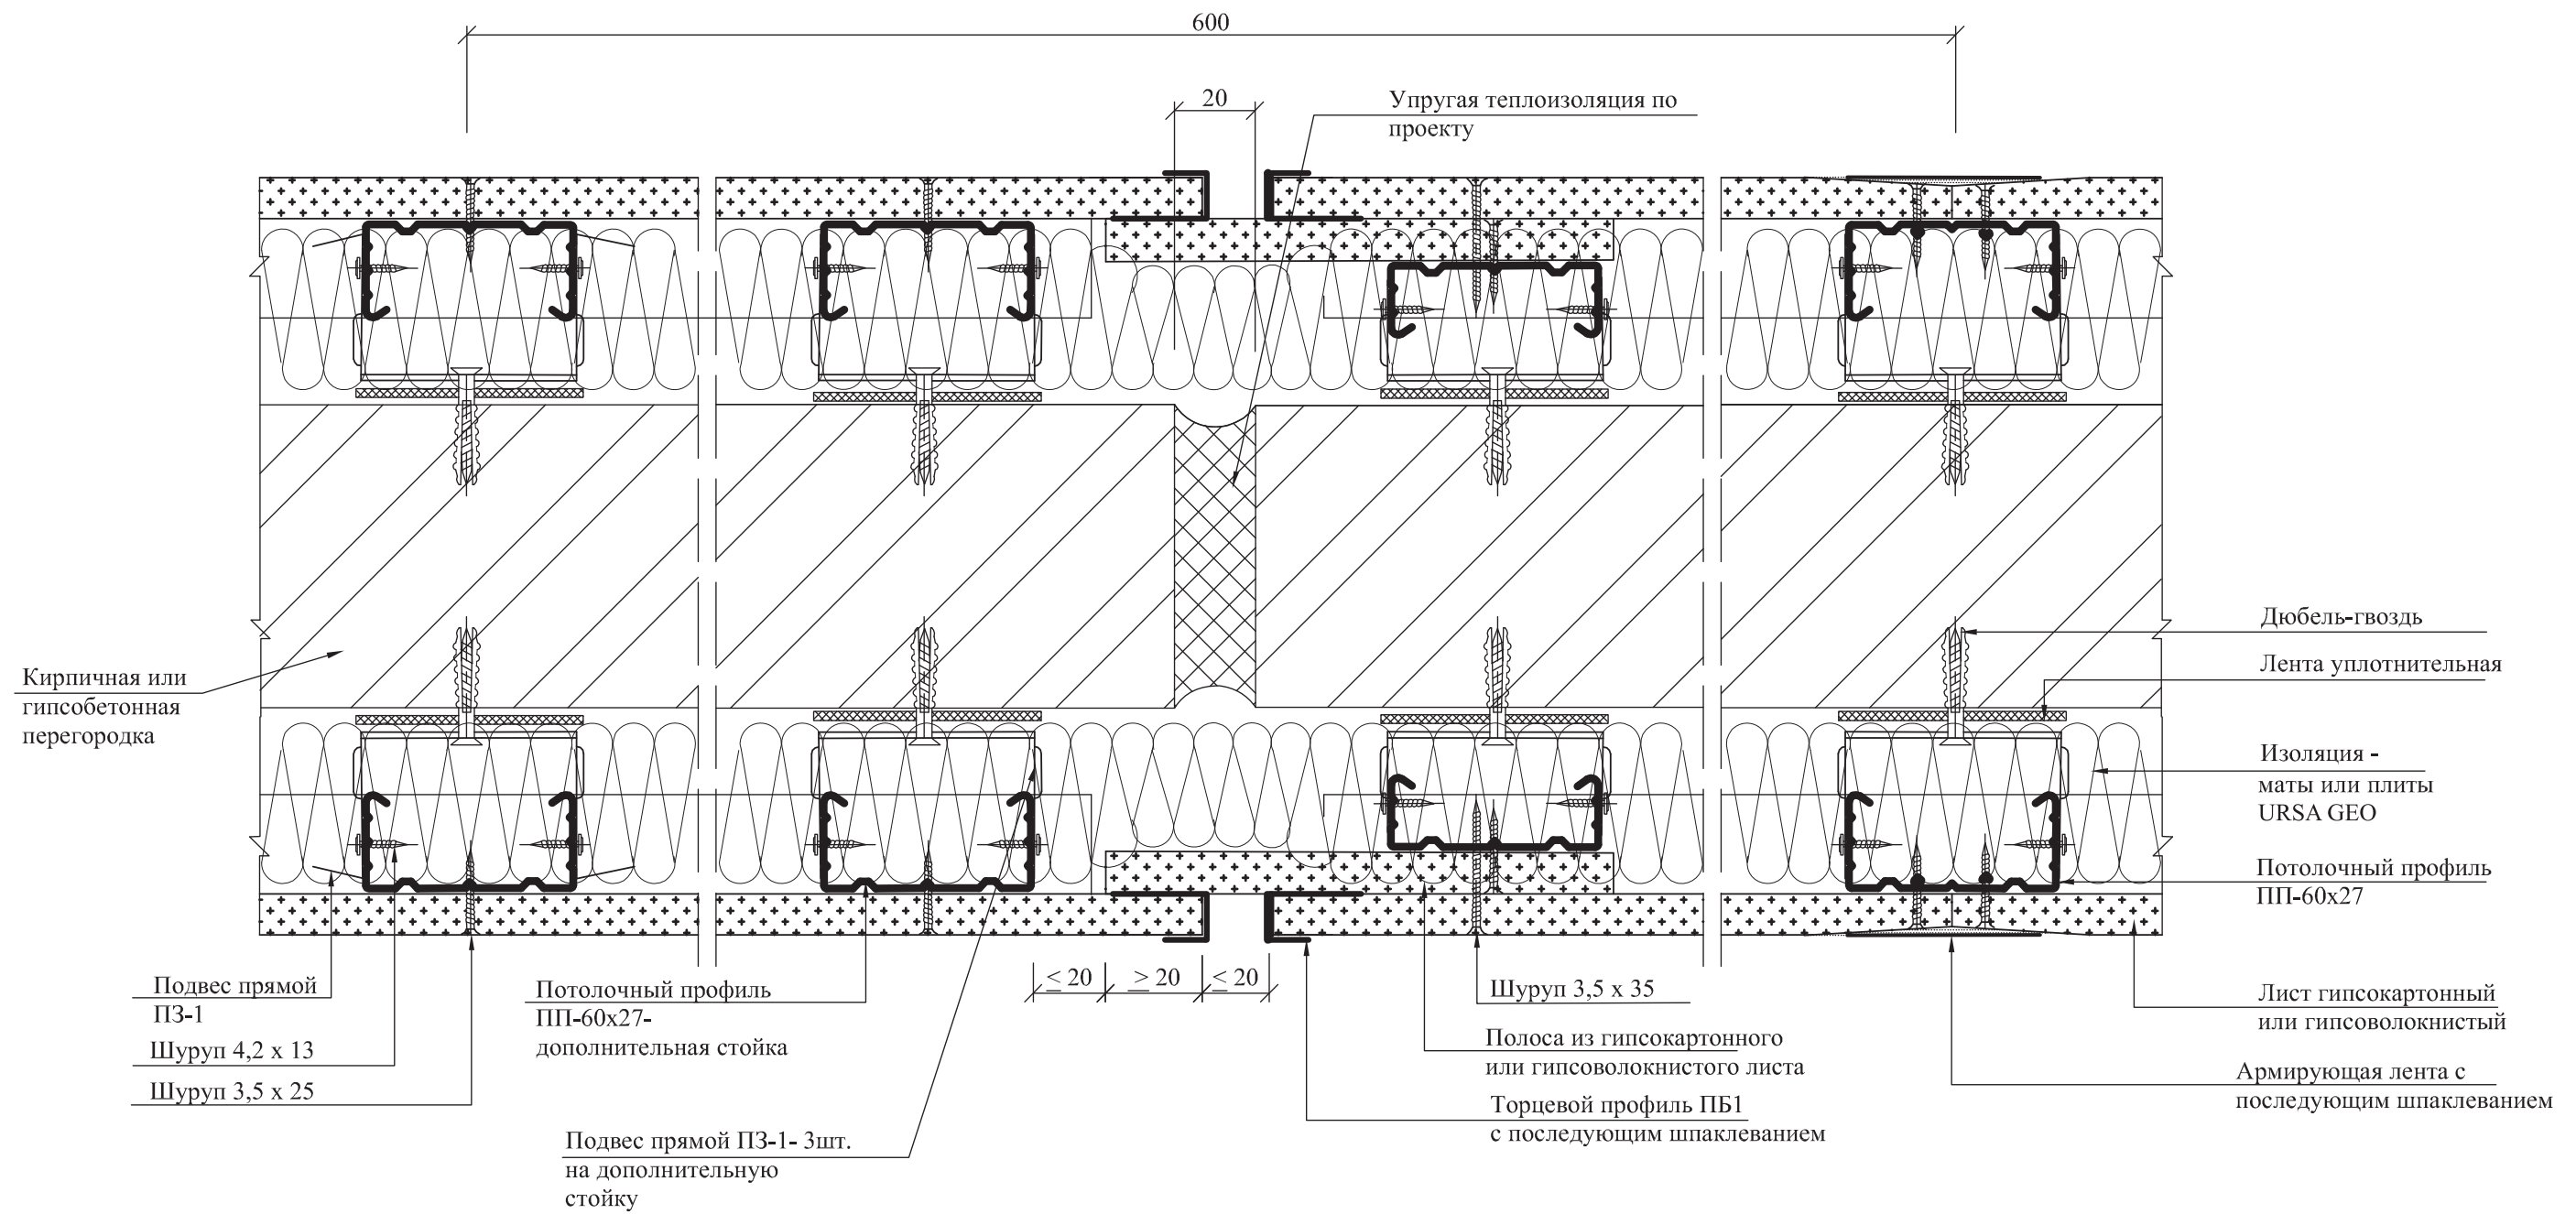 600
20
Упругая теплоизоляция по
проекту
Дюбель-гвоздь
Лента уплотнительная
Кирпичная или
гипсобетонная
перегородка
Изоляция -
маты или плиты
URSA GEO
Потолочный профиль
ПП-60х27
≤ 20
≥ 20
≤ 20
Подвес прямой
ПЗ-1
Шуруп 4,2 х 13
Шуруп 3,5 х 25
Потолочный профиль
ПП-60х27-
дополнительная стойка
Подвес прямой ПЗ-1- 3шт.
на дополнительную
стойку
Шуруп 3,5 х 35
Полоса из гипсокартонного
или гипсоволокнистого листа
Торцевой профиль ПБ1
с последующим шпаклеванием
Лист гипсокартонный
или гипсоволокнистый
Армирующая лента с
последующим шпаклеванием